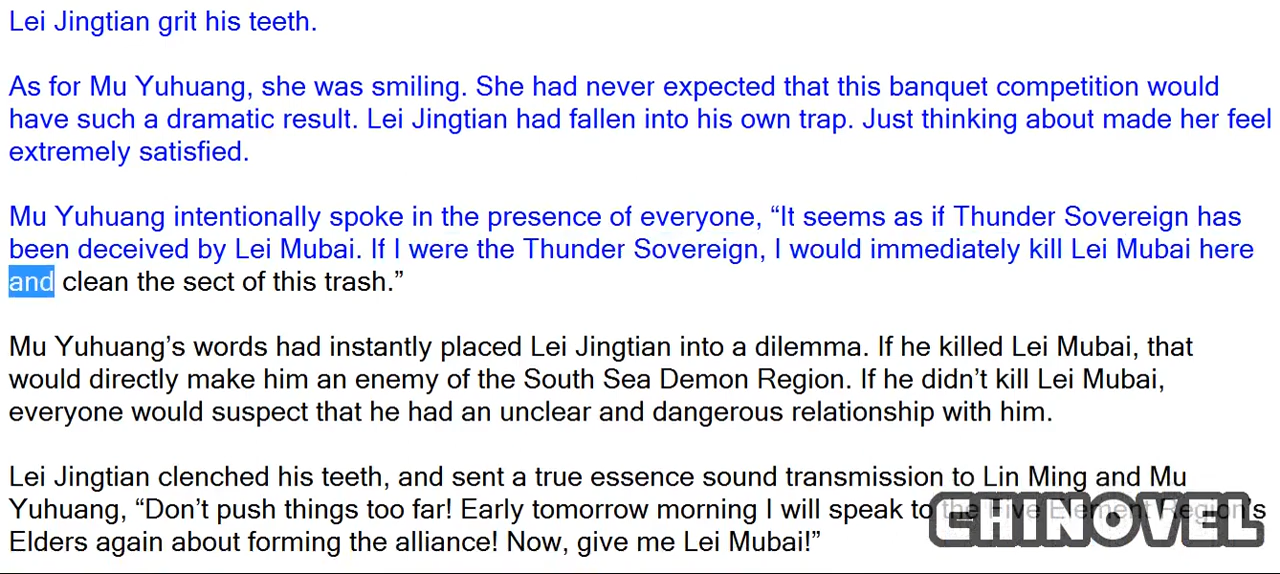 Lei Jingtian grit his teeth.
As for Mu Yuhuang, she was smiling. She had never expected that this banquet competition would
have such a dramatic result. Lei Jingtian had fallen into his own trap. Just thinking about made her feel
extremely satisfied.
Mu Yuhuang intentionally spoke in the presence of everyone, “It seems as if Thunder Sovereign has
been deceived by Lei Mubai. If I were the Thunder Sovereign, I would immediately kill Lei Mubai here
and clean the sect of this trash.”
Mu Yuhuang’s words had instantly placed Lei Jingtian into a dilemma. If he killed Lei Mubai, that
would directly make him an enemy of the South Sea Demon Region. If he didn’t kill Lei Mubai,
everyone would suspect that he had an unclear and dangerous relationship with him.
Lei Jingtian clenched his teeth, and sent a true essence sound transmission to Lin Ming and Mu
Yuhuang, “Don’t push things too far! Early tomorrow morning I will speak to the Five Element Region’s
Elders again about forming the alliance! Now, give me Lei Mubai!”
CHINOVEL